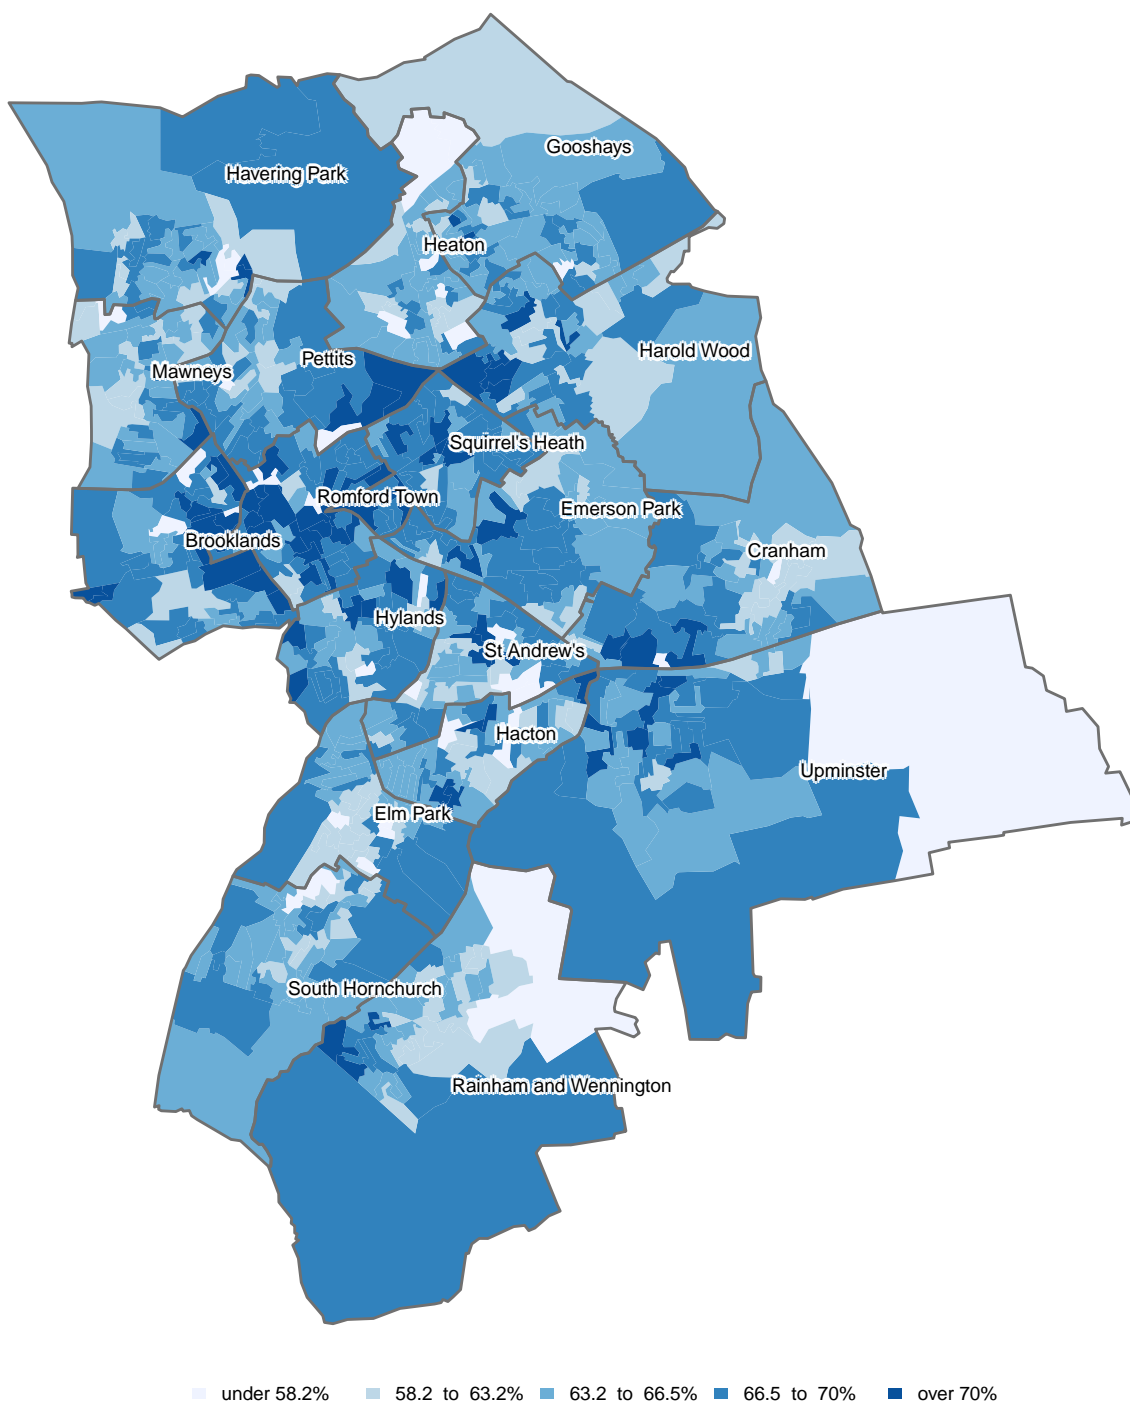 Gooshays
Havering Park
Heaton
Harold Wood
Pettits
Mawneys
Squirrel's Heath
Romford Town
Emerson Park
Brooklands
Cranham
Hylands
St Andrew's
Hacton
Upminster
Elm Park
South Hornchurch
Rainham and Wennington
under 58.2% 58.2 to 63.2% 63.2 to 66.5% 66.5 to 70% over 70%